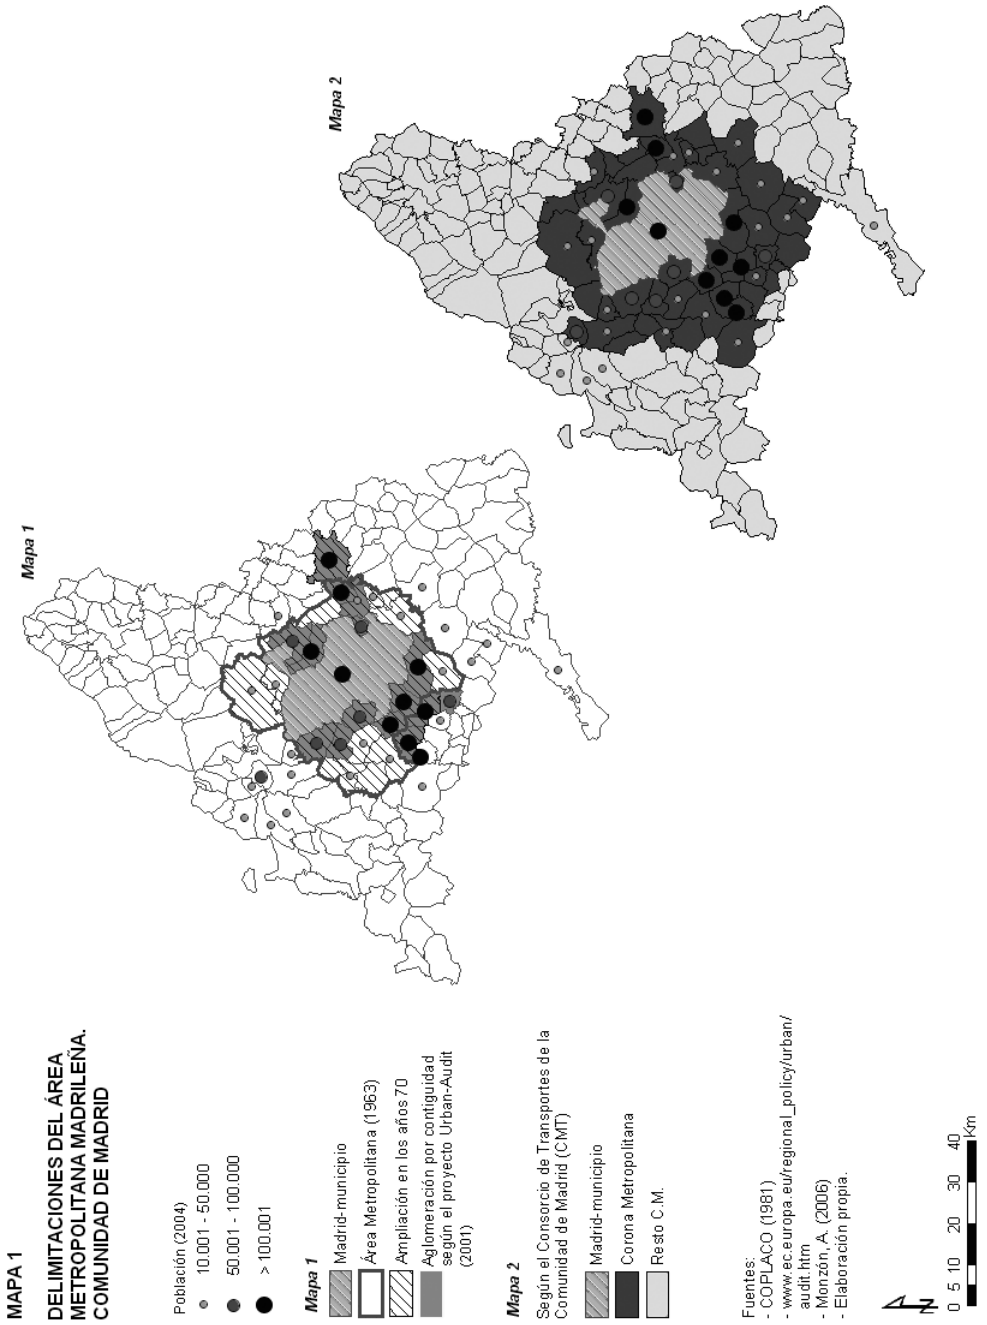 MAPA 1
DELIMITACIONES DEL ÁREA
METROPOLITANA MADRILEÑA.
COMUNIDAD DE MADRID
Población (2004)
10.001 - 50.000
50.001 - 100.000
> 100.001
Mapa 1
Madrid-municipio
Área Metropolitana (1963)
Ampliación en los años 70
Aglomeración por contiguidad
según el proyecto Urban-Audit
(2001)
Mapa 2
Según el Consorcio de Transportes de la
Comunidad de Madrid (CMT)
Madrid-municipio
Corona Metropolitana
Resto C.M.
Fuentes:
- COPLACO (1981)
- www.ec.europa.eu/regional_policy/urban/
audit.htm
- Monzón, A. (2006)
- Elaboración propia.
N
0 5 10 20 30 40
Km
Mapa 1
Mapa 2